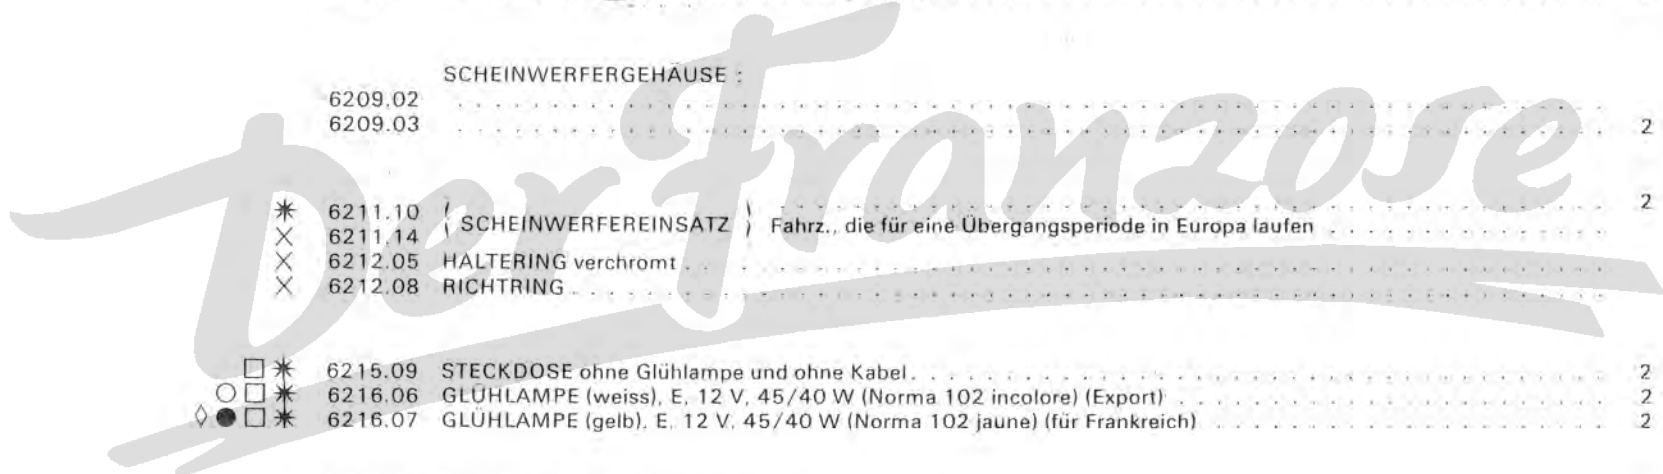 SCHEINWERFERGEHÄUSE :
6209.02
6209.03 2
Der Franzose
✳ 6211.10 { SCHEINWERFEREINSATZ } 2
× 6211.14 Fahrz., die für eine Übergangsperiode in Europa laufen
× 6212.05 HALTERING verchromt
× 6212.08 RICHTRING
□ ✳ 6215.09 STECKDOSE ohne Glühlampe und ohne Kabel 2
○ □ ✳ 6216.06 GLÜHLAMPE (weiss), E. 12 V, 45/40 W (Norma 102 incolore) (Export) 2
◊ ● □ ✳ 6216.07 GLÜHLAMPE (gelb). E. 12 V, 45/40 W (Norma 102 jaune) (für Frankreich) 2